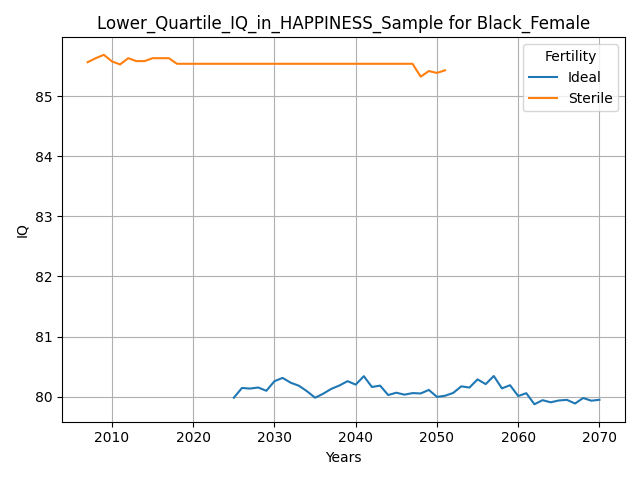 Lower_Quartile_IQ_in_HAPPINESS_Sample for Black_Female
Fertility
Ideal
Sterile
85
84
83
82
81
80
IQ
2010 2020 2030 2040 2050 2060 2070
Years